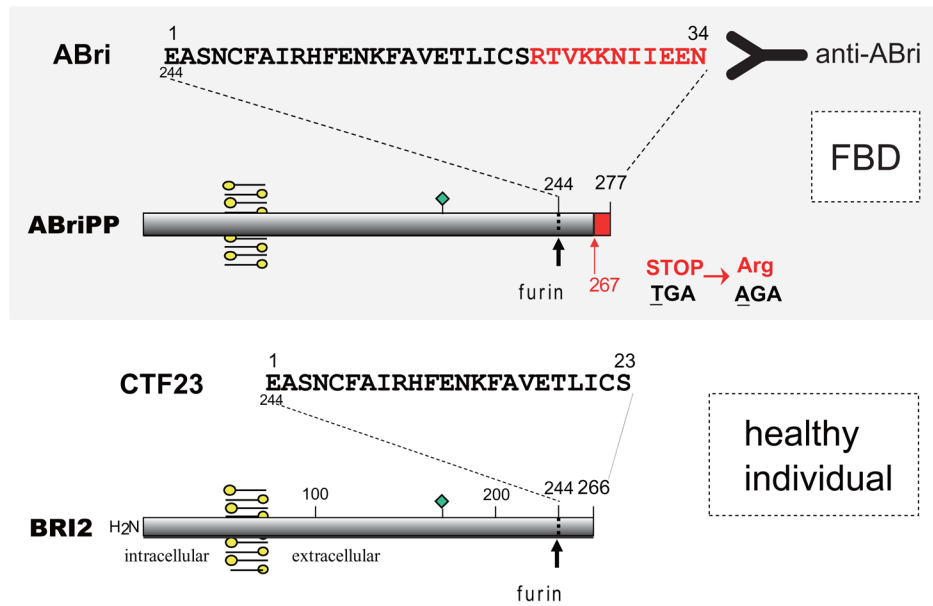 1 34
ABri EASNCFAIRHFENKFAVETLICSRTVKKNIIEEN anti-ABri
244
FBD
244 277
ABriPP
furin 267
STOP Arg
TGA AGA
1 23
CTF23 EASNCFAIRHFENKFAVETLICS
244
healthy
individual
100 200 244 266
BRI2 H2N
intracellular extracellular
furin